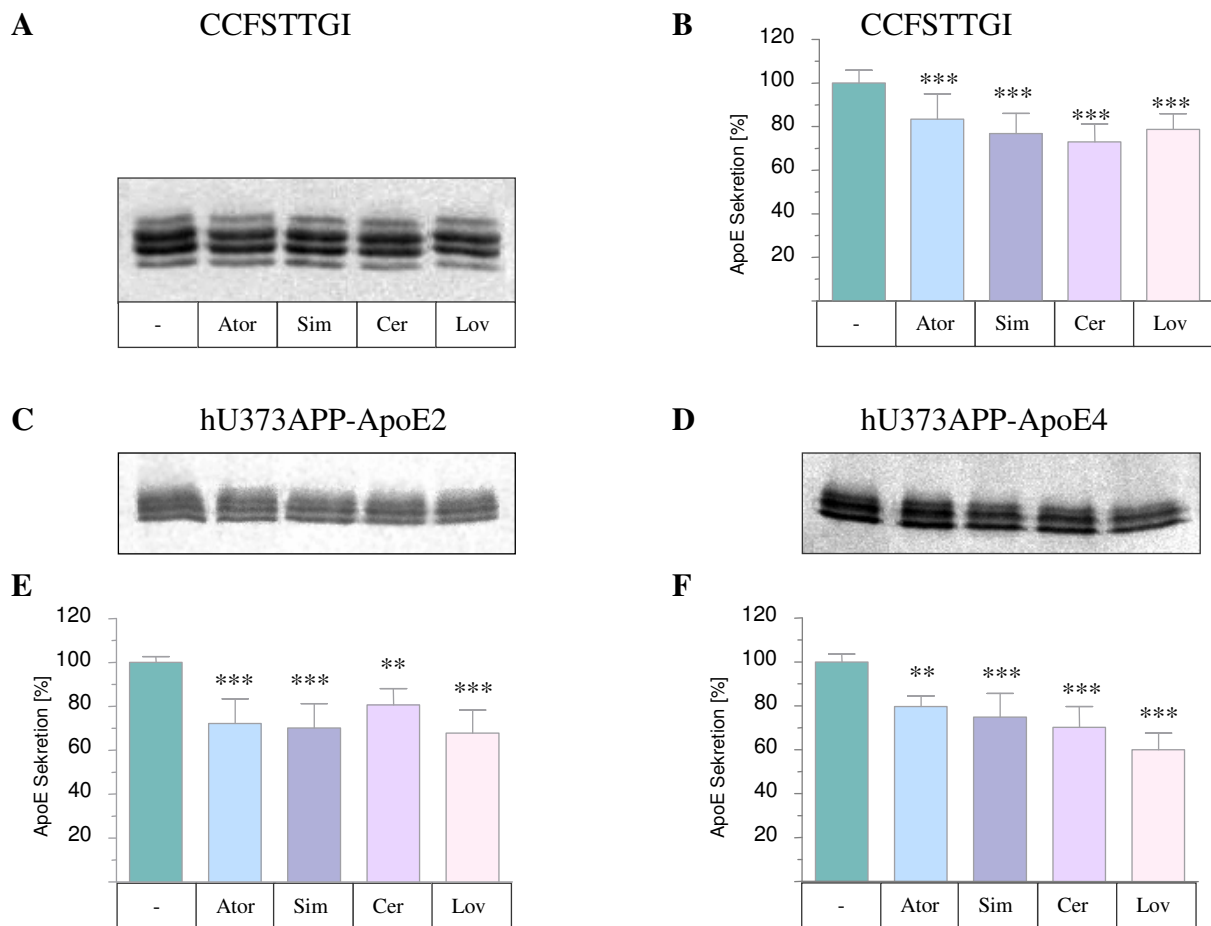 A CCFSTTGI
- Ator Sim Cer Lov
B CCFSTTGI
120
100
80
60
40
20
ApoE Sekretion [%]
*** *** *** ***
- Ator Sim Cer Lov
C hU373APP-ApoE2
D hU373APP-ApoE4
E
120
100
80
60
40
20
ApoE Sekretion [%]
*** *** ** ***
- Ator Sim Cer Lov
F
120
100
80
60
40
20
ApoE Sekretion [%]
** *** *** ***
- Ator Sim Cer Lov